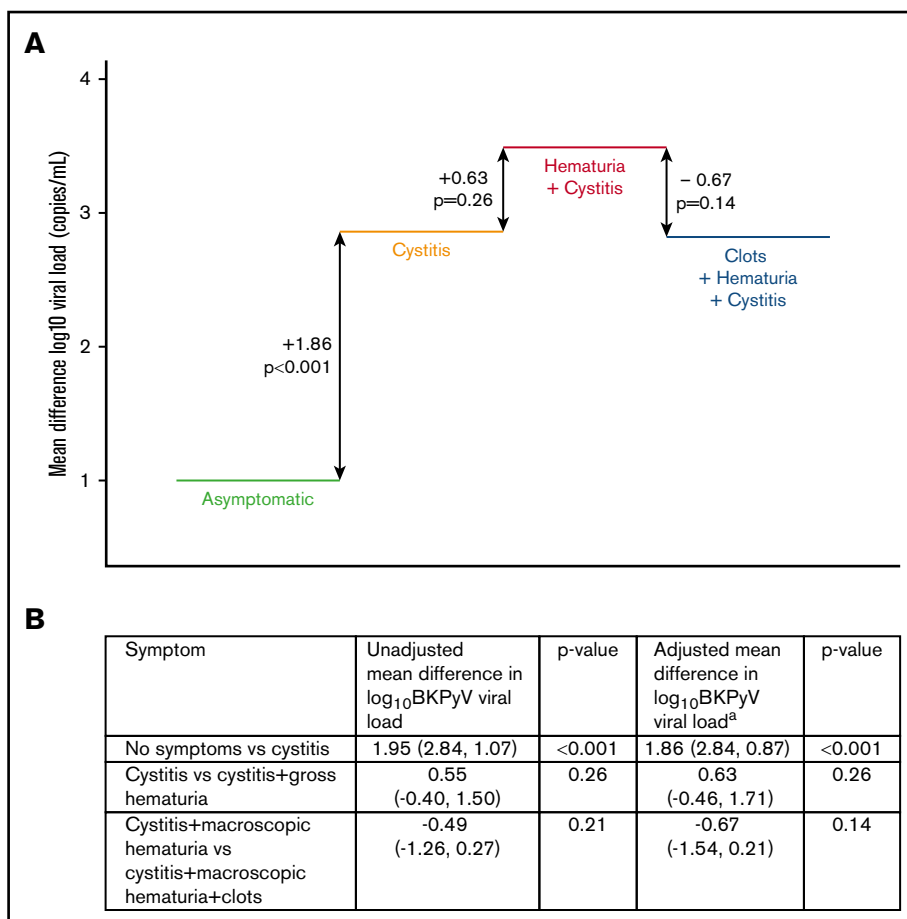 A
Mean difference log10 viral load (copies/mL)
4
3
2
1
Asymptomatic
+1.86
p<0.001
Cystitis
+0.63
p=0.26
Hematuria
+ Cystitis
− 0.67
p=0.14
Clots
+ Hematuria
+ Cystitis
B
Symptom
Unadjusted
mean difference in
log₁₀BKPyV viral
load
p-value
Adjusted mean
difference in
log₁₀BKPyV
viral loadᵃ
p-value
No symptoms vs cystitis
1.95 (2.84, 1.07)
<0.001
1.86 (2.84, 0.87)
<0.001
Cystitis vs cystitis+gross
hematuria
0.55
(-0.40, 1.50)
0.26
0.63
(-0.46, 1.71)
0.26
Cystitis+macroscopic
hematuria vs
cystitis+macroscopic
hematuria+clots
-0.49
(-1.26, 0.27)
0.21
-0.67
(-1.54, 0.21)
0.14